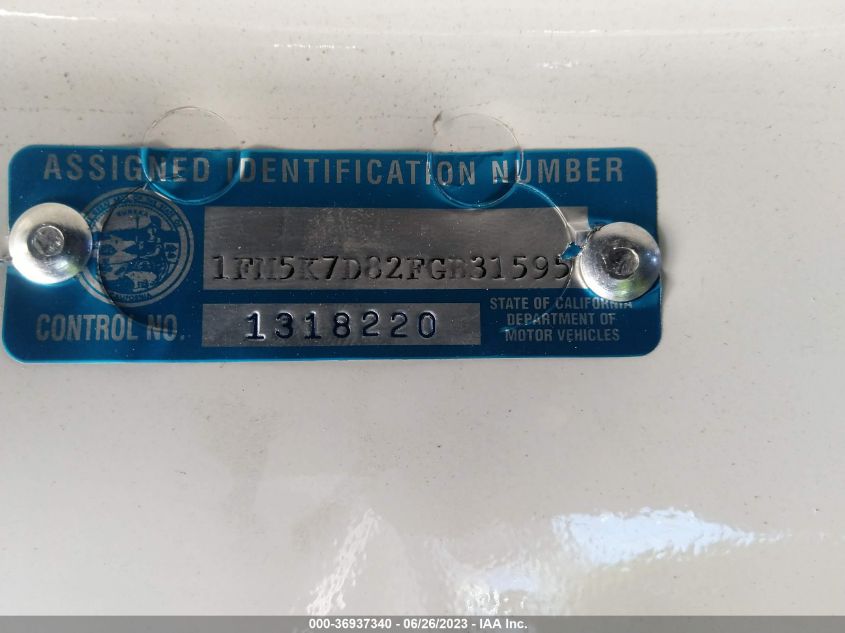 ASSIGNED IDENTIFICATION NUMBER
1FM5K7D82FGB31595
CONTROL NO. 1318220
STATE OF CALIFORNIA
DEPARTMENT OF
MOTOR VEHICLES
000-36937340 - 06/26/2023 - IAA Inc.